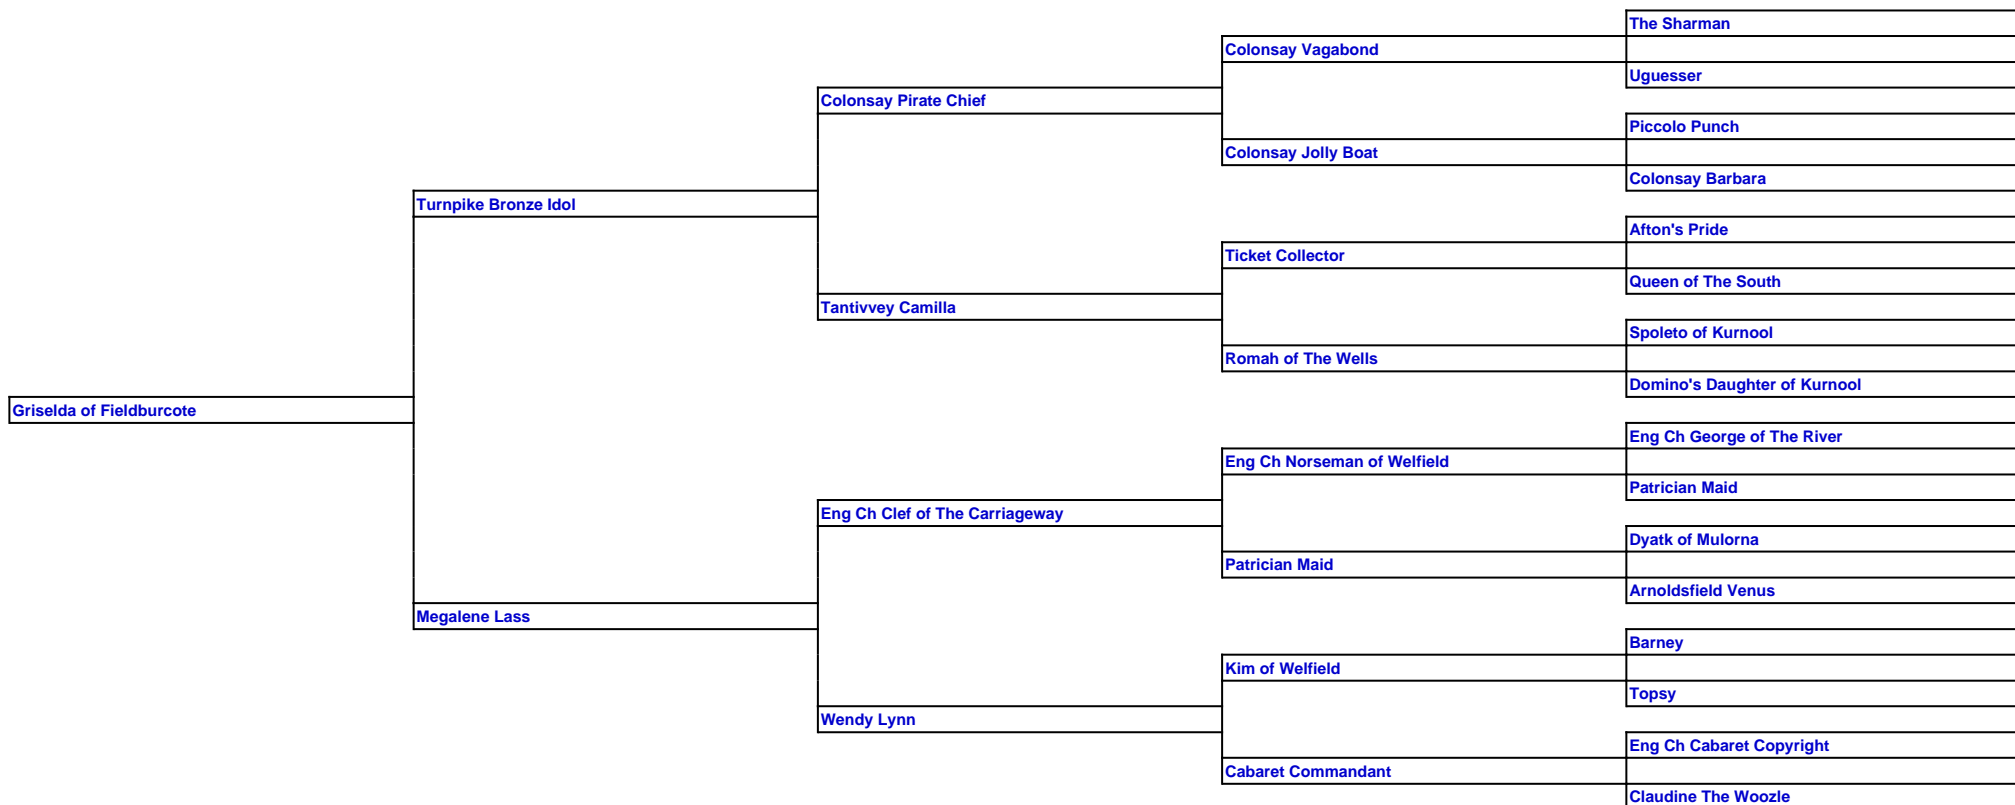 The Sharman
Colonsay Vagabond
Uguesser
Colonsay Pirate Chief
Piccolo Punch
Colonsay Jolly Boat
Colonsay Barbara
Turnpike Bronze Idol
Afton's Pride
Ticket Collector
Queen of The South
Tantivvey Camilla
Spoleto of Kurnool
Romah of The Wells
Domino's Daughter of Kurnool
Griselda of Fieldburcote
Eng Ch George of The River
Eng Ch Norseman of Welfield
Patrician Maid
Eng Ch Clef of The Carriageway
Dyatk of Mulorna
Patrician Maid
Arnoldsfield Venus
Megalene Lass
Barney
Kim of Welfield
Topsy
Wendy Lynn
Eng Ch Cabaret Copyright
Cabaret Commandant
Claudine The Woozle